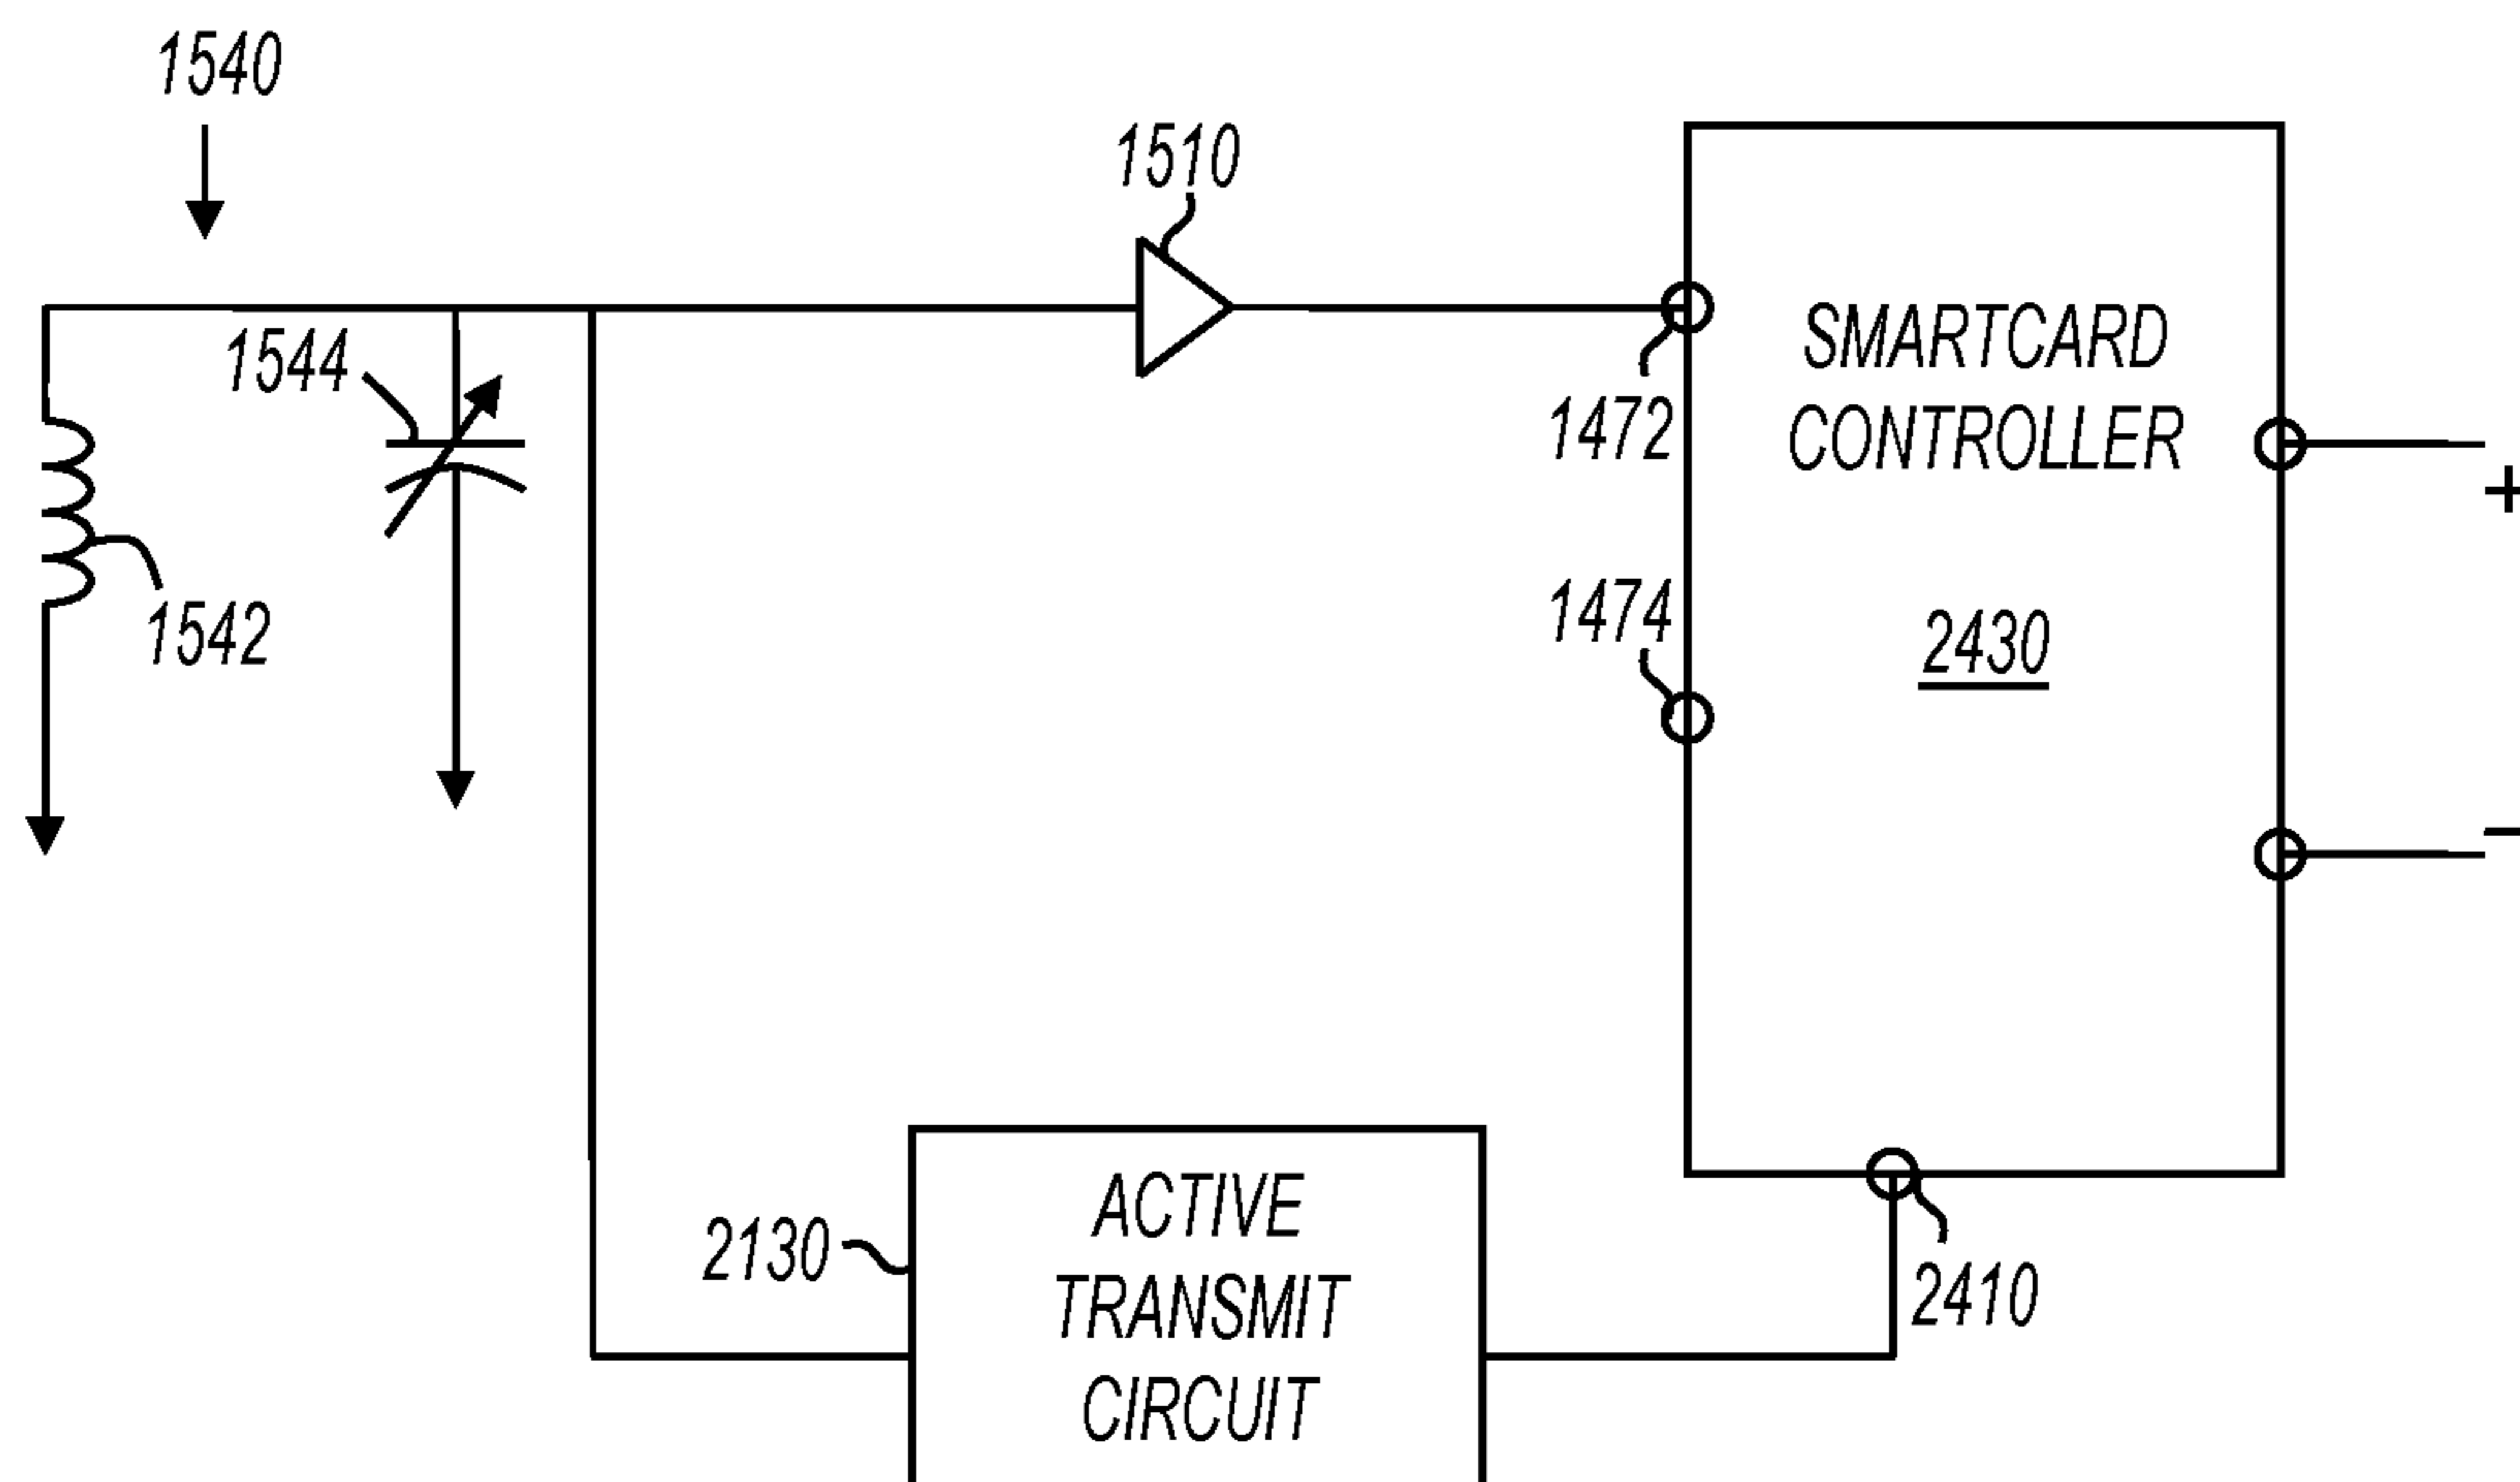 1540
1510
1544
SMARTCARD
CONTROLLER
1472
+
1474
1542
2430
−
ACTIVE
TRANSMIT
CIRCUIT
2130
2410